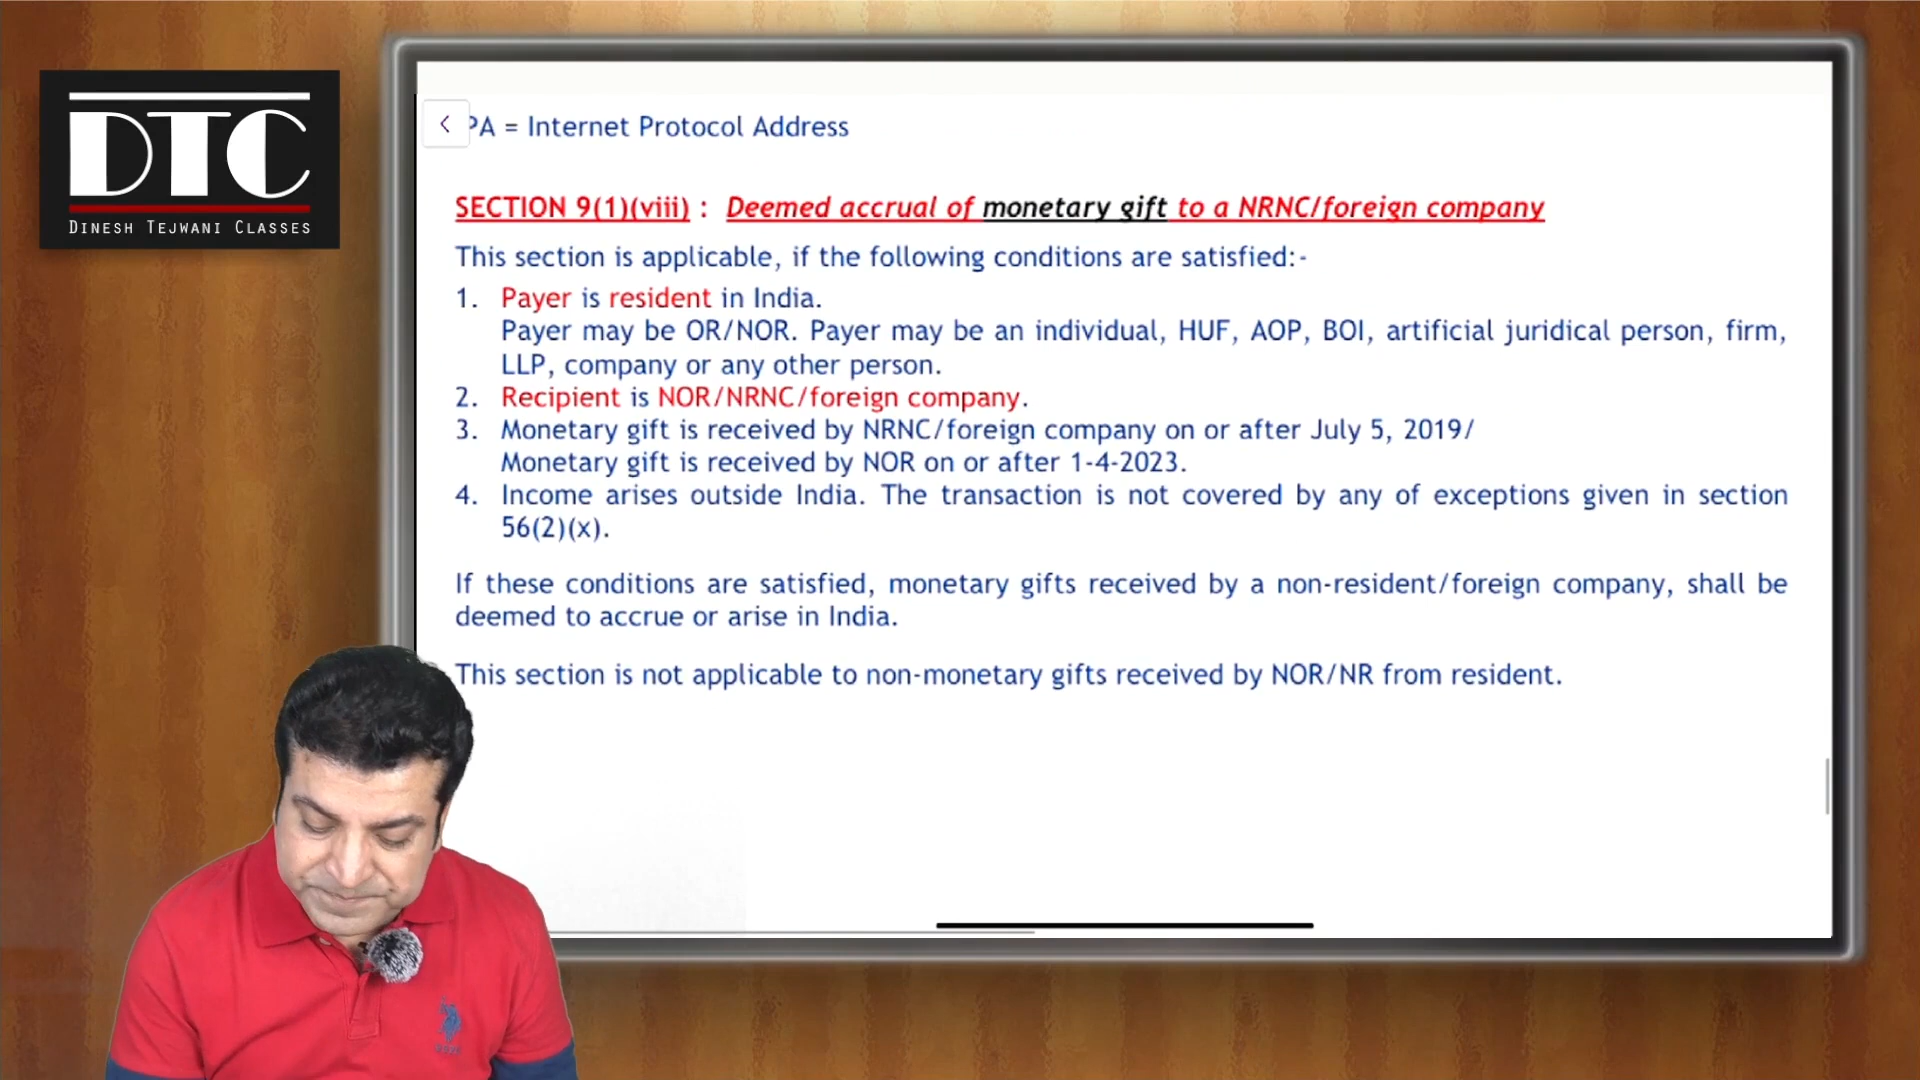 DTC
DINESH TEJWANI CLASSES
PA = Internet Protocol Address
SECTION 9(1)(viii) : Deemed accrual of monetary gift to a NRNC/foreign company
This section is applicable, if the following conditions are satisfied:-
1. Payer is resident in India.
Payer may be OR/NOR. Payer may be an individual, HUF, AOP, BOI, artificial juridical person, firm,
LLP, company or any other person.
2. Recipient is NOR/NRNC/foreign company.
3. Monetary gift is received by NRNC/foreign company on or after July 5, 2019/
Monetary gift is received by NOR on or after 1-4-2023.
4. Income arises outside India. The transaction is not covered by any of exceptions given in section
56(2)(x).
If these conditions are satisfied, monetary gifts received by a non-resident/foreign company, shall be
deemed to accrue or arise in India.
This section is not applicable to non-monetary gifts received by NOR/NR from resident.